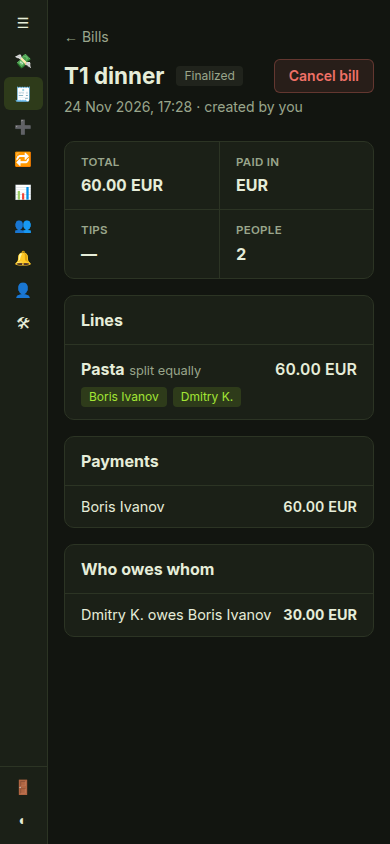 ← Bills
T1 dinner Finalized Cancel bill
24 Nov 2026, 17:28 · created by you
TOTAL PAID IN
60.00 EUR EUR
TIPS PEOPLE
— 2
Lines
Pasta split equally 60.00 EUR
Boris Ivanov Dmitry K.
Payments
Boris Ivanov 60.00 EUR
Who owes whom
Dmitry K. owes Boris Ivanov 30.00 EUR